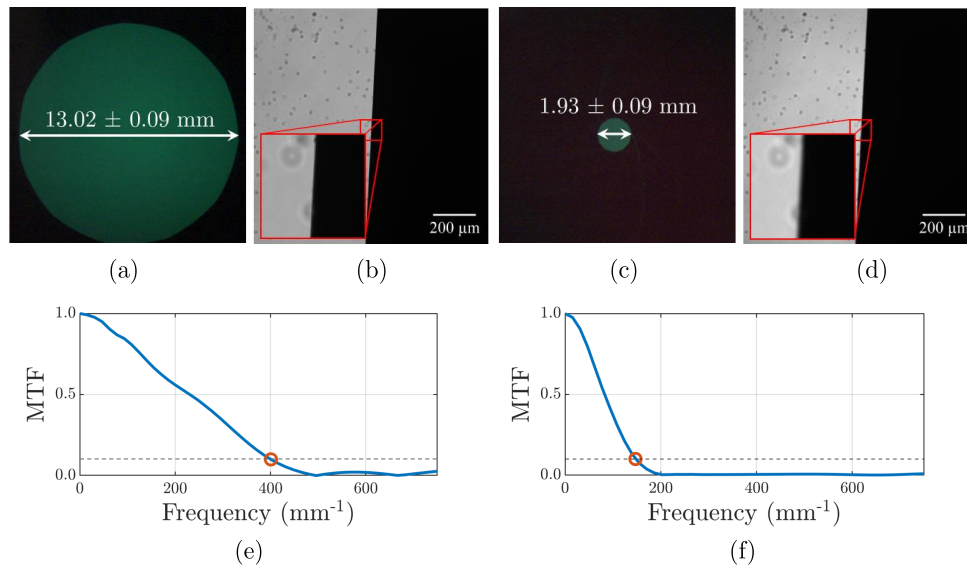 13.02 ± 0.09 mm
200 µm
1.93 ± 0.09 mm
200 µm
(a)
(b)
(c)
(d)
1.0
0.5
0.0
MTF
0
200
400
600
Frequency (mm-1)
(e)
1.0
0.5
0.0
MTF
0
200
400
600
Frequency (mm-1)
(f)